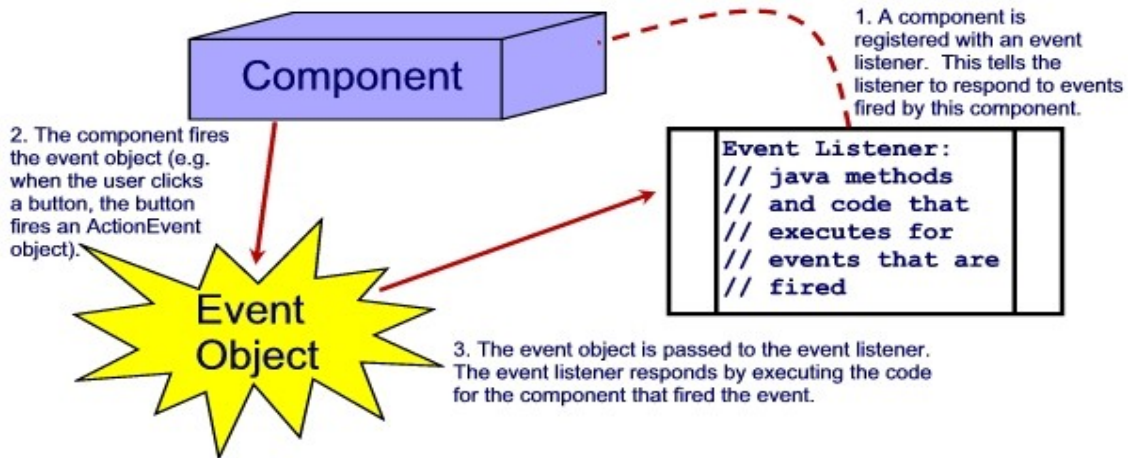 Component
1. A component is
registered with an event
listener. This tells the
listener to respond to events
fired by this component.
2. The component fires
the event object (e.g.
when the user clicks
a button, the button
fires an ActionEvent
object).
Event Listener:
// java methods
// and code that
// executes for
// events that are
// fired
Event
Object
3. The event object is passed to the event listener.
The event listener responds by executing the code
for the component that fired the event.